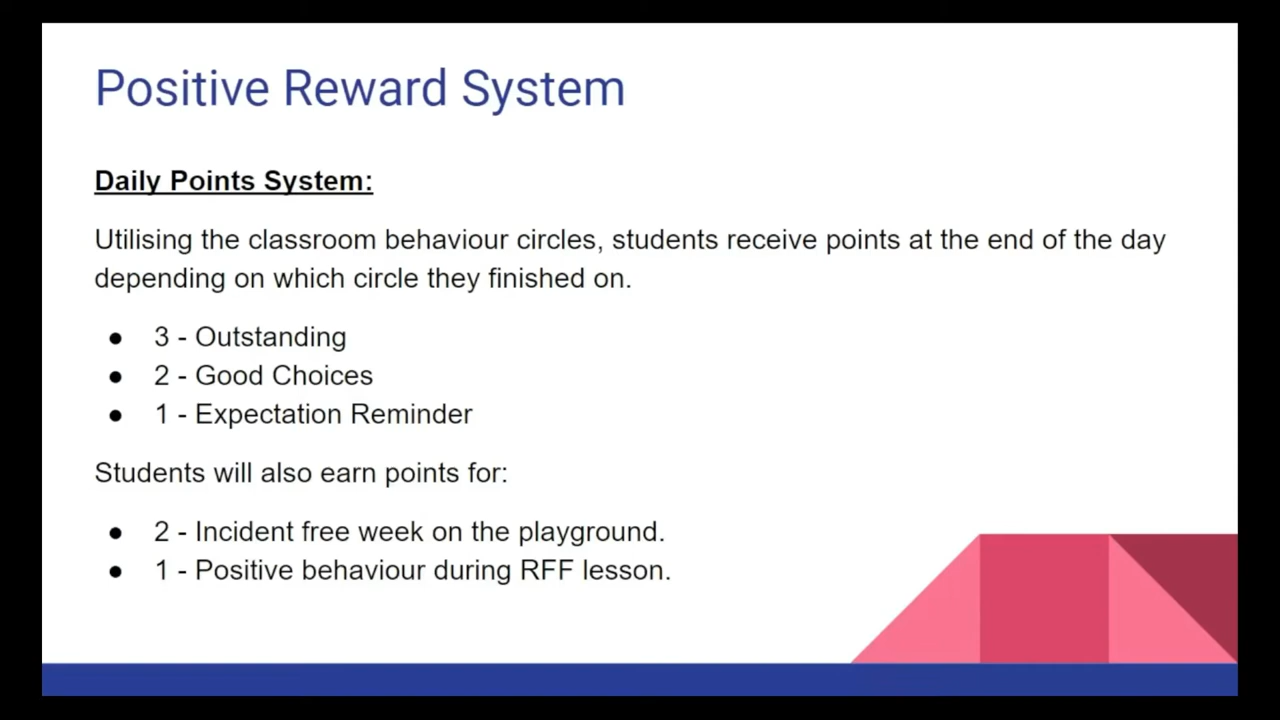 Positive Reward System
Daily Points System:
Utilising the classroom behaviour circles, students receive points at the end of the day
depending on which circle they finished on.
● 3 - Outstanding
● 2 - Good Choices
● 1 - Expectation Reminder
Students will also earn points for:
● 2 - Incident free week on the playground.
● 1 - Positive behaviour during RFF lesson.